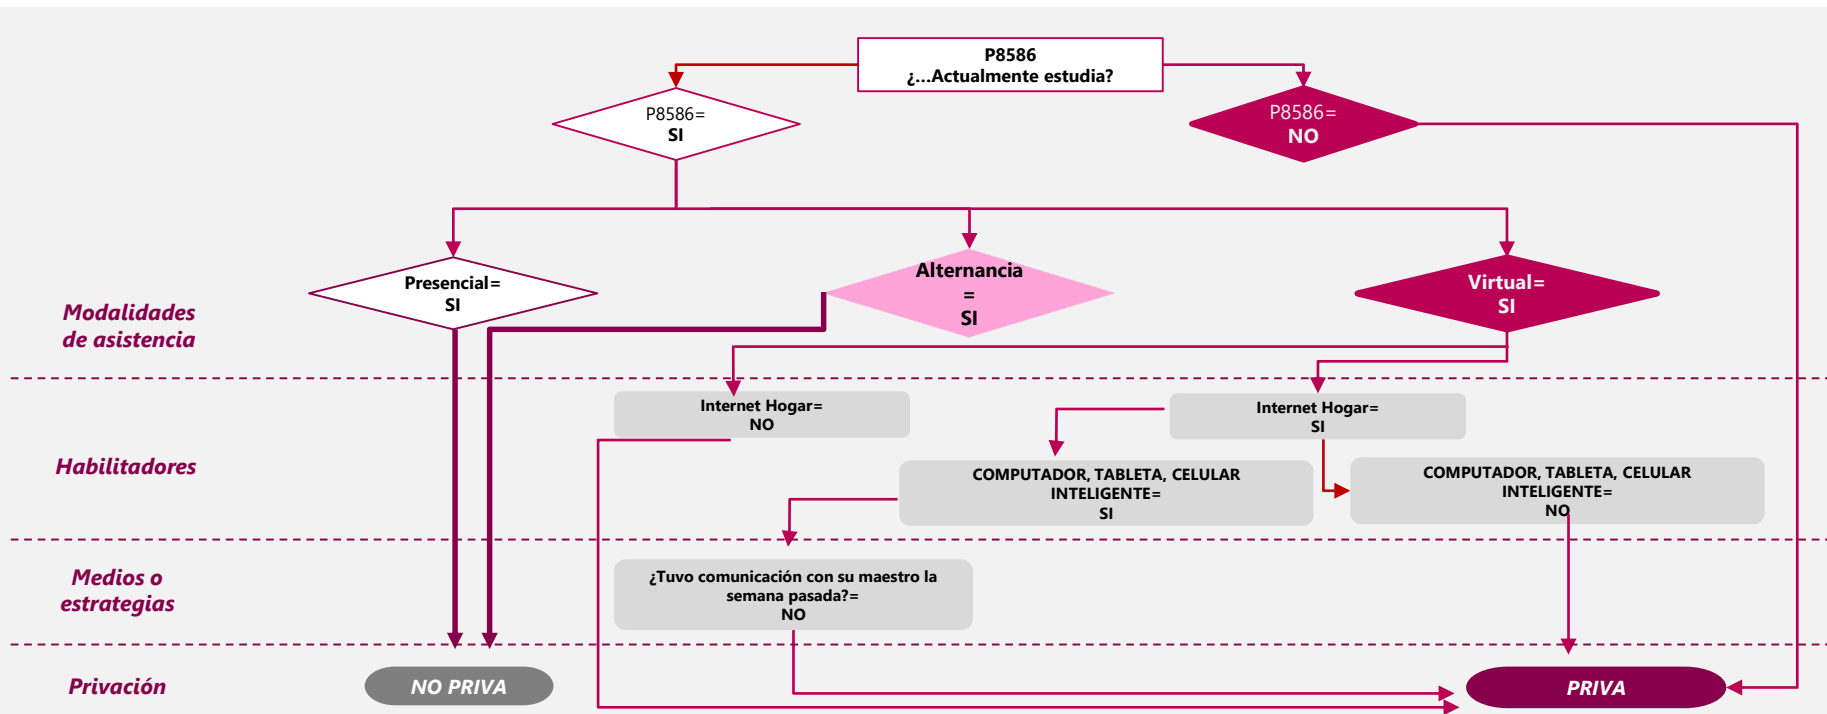 P8586
¿...Actualmente estudia?
P8586=
SI
P8586=
NO
Presencial=
SI
Alternancia
=
SI
Virtual=
SI
Modalidades
de asistencia
Internet Hogar=
NO
Internet Hogar=
SI
Habilitadores
COMPUTADOR, TABLETA, CELULAR
INTELIGENTE=
SI
COMPUTADOR, TABLETA, CELULAR
INTELIGENTE=
NO
Medios o
estrategias
¿Tuvo comunicación con su maestro la
semana pasada?=
NO
Privación
NO PRIVA
PRIVA